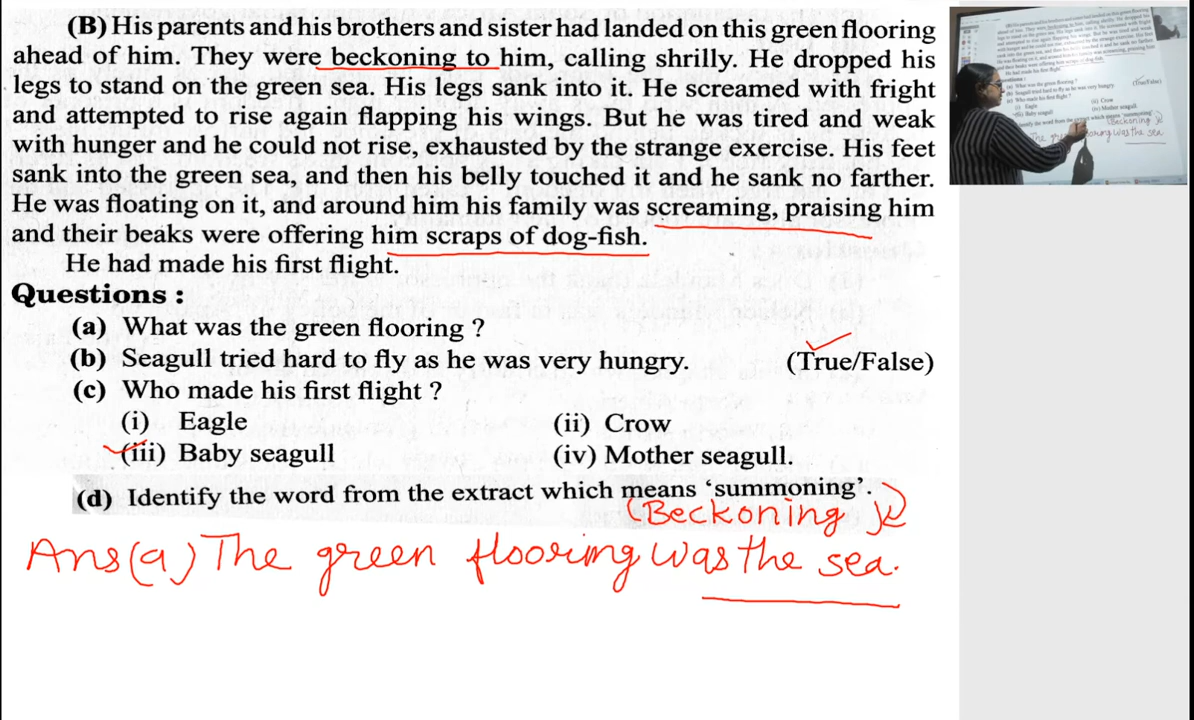 (B) His parents and his brothers and sister had landed on this green flooring
ahead of him. They were beckoning to him, calling shrilly. He dropped his
legs to stand on the green sea. His legs sank into it. He screamed with fright
and attempted to rise again flapping his wings. But he was tired and weak
with hunger and he could not rise, exhausted by the strange exercise. His feet
sank into the green sea, and then his belly touched it and he sank no farther.
He was floating on it, and around him his family was screaming, praising him
and their beaks were offering him scraps of dog-fish.
He had made his first flight.
Questions :
(a) What was the green flooring ?
(b) Seagull tried hard to fly as he was very hungry. (True/False)
(c) Who made his first flight ?
(i) Eagle (ii) Crow
(iii) Baby seagull (iv) Mother seagull.
(d) Identify the word from the extract which means ‘summoning’.
(Beckoning)
Ans(a) The green flooring was the sea.